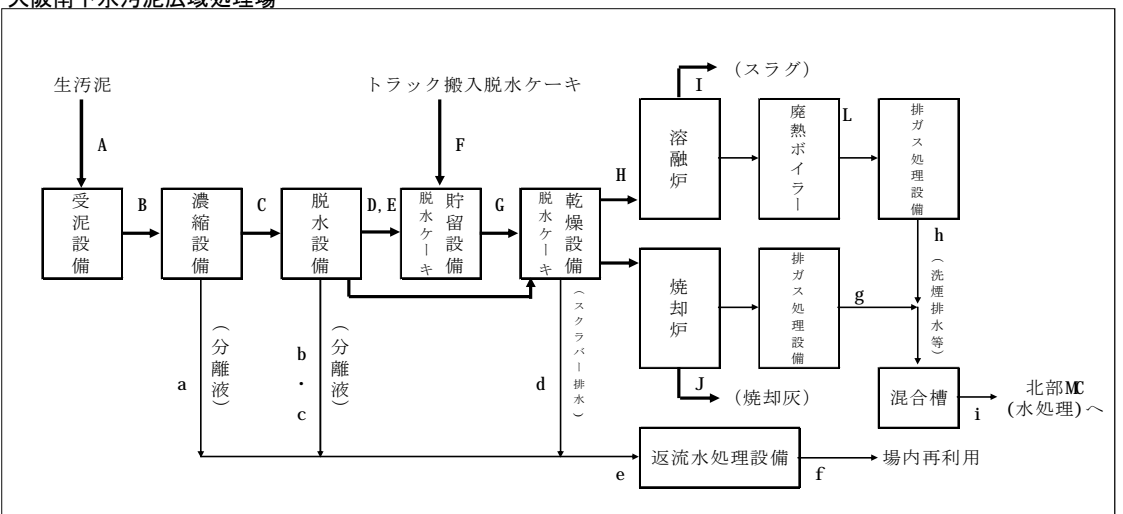 大阪南下水汚泥広域処理場
生汚泥
トラック搬入脱水ケーキ
(スラグ)
I
A
F
溶融炉
廃熱ボイラー
L
排ガス処理設備
H
受泥設備
B
濃縮設備
C
脱水設備
D,E
脱水ケーキ
貯留設備
G
脱水ケーキ
乾燥設備
h
(洗煙排水等)
焼却炉
排ガス処理設備
g
a
(分離液)
b・c
(分離液)
d
(スクラバー排水)
J
(焼却灰)
混合槽
i
北部MC
(水処理)へ
e
返流水処理設備
f
場内再利用